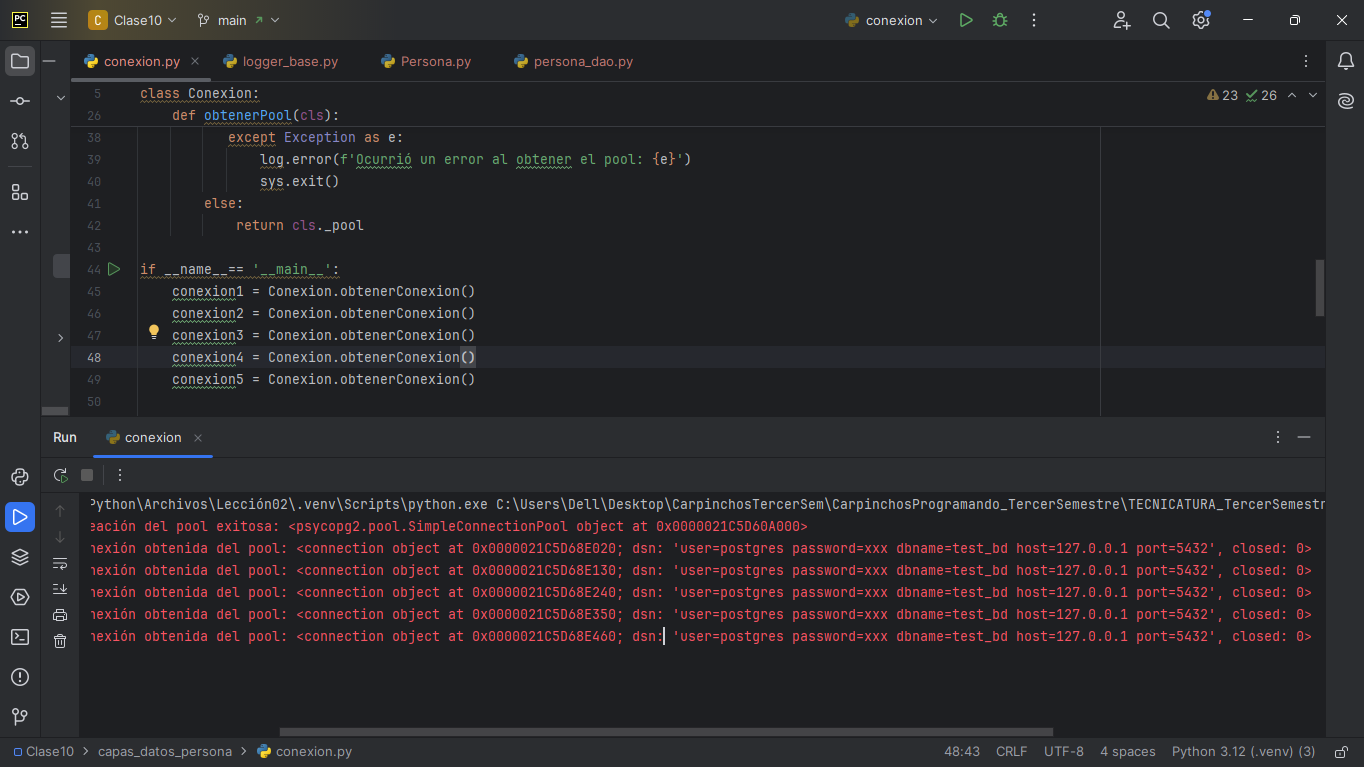 PC
C Clase10
main
conexion
conexion.py
logger_base.py
Persona.py
persona_dao.py
23 26
5 class Conexion:
26 def obtenerPool(cls):
38 except Exception as e:
39 log.error(f'Ocurrió un error al obtener el pool: {e}')
40 sys.exit()
41 else:
42 return cls._pool
43
44 if __name__== '__main__':
45 conexion1 = Conexion.obtenerConexion()
46 conexion2 = Conexion.obtenerConexion()
47 conexion3 = Conexion.obtenerConexion()
48 conexion4 = Conexion.obtenerConexion()
49 conexion5 = Conexion.obtenerConexion()
50
Run conexion
Python\Archivos\Lección02\.venv\Scripts\python.exe C:\Users\Dell\Desktop\CarpinchosTercerSem\CarpinchosProgramando_TercerSemestre\TECNICATURA_TercerSemestr
eación del pool exitosa: <psycopg2.pool.SimpleConnectionPool object at 0x0000021C5D60A000>
nexión obtenida del pool: <connection object at 0x0000021C5D68E020; dsn: 'user=postgres password=xxx dbname=test_bd host=127.0.0.1 port=5432', closed: 0>
nexión obtenida del pool: <connection object at 0x0000021C5D68E130; dsn: 'user=postgres password=xxx dbname=test_bd host=127.0.0.1 port=5432', closed: 0>
nexión obtenida del pool: <connection object at 0x0000021C5D68E240; dsn: 'user=postgres password=xxx dbname=test_bd host=127.0.0.1 port=5432', closed: 0>
nexión obtenida del pool: <connection object at 0x0000021C5D68E350; dsn: 'user=postgres password=xxx dbname=test_bd host=127.0.0.1 port=5432', closed: 0>
nexión obtenida del pool: <connection object at 0x0000021C5D68E460; dsn: 'user=postgres password=xxx dbname=test_bd host=127.0.0.1 port=5432', closed: 0>
Clase10 > capas_datos_persona > conexion.py
48:43 CRLF UTF-8 4 spaces Python 3.12 (.venv) (3)